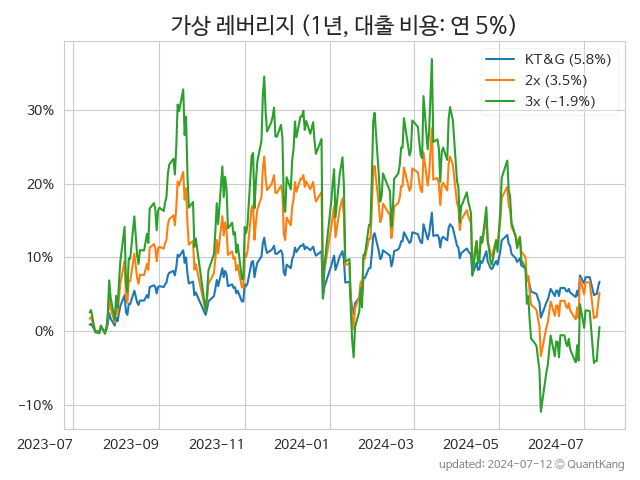 가상 레버리지 (1년, 대출 비용: 연 5%)
KT&G (5.8%)
2x (3.5%)
3x (−1.9%)
30%
20%
10%
0%
−10%
2023-07 2023-09 2023-11 2024-01 2024-03 2024-05 2024-07
updated: 2024-07-12 © QuantKang